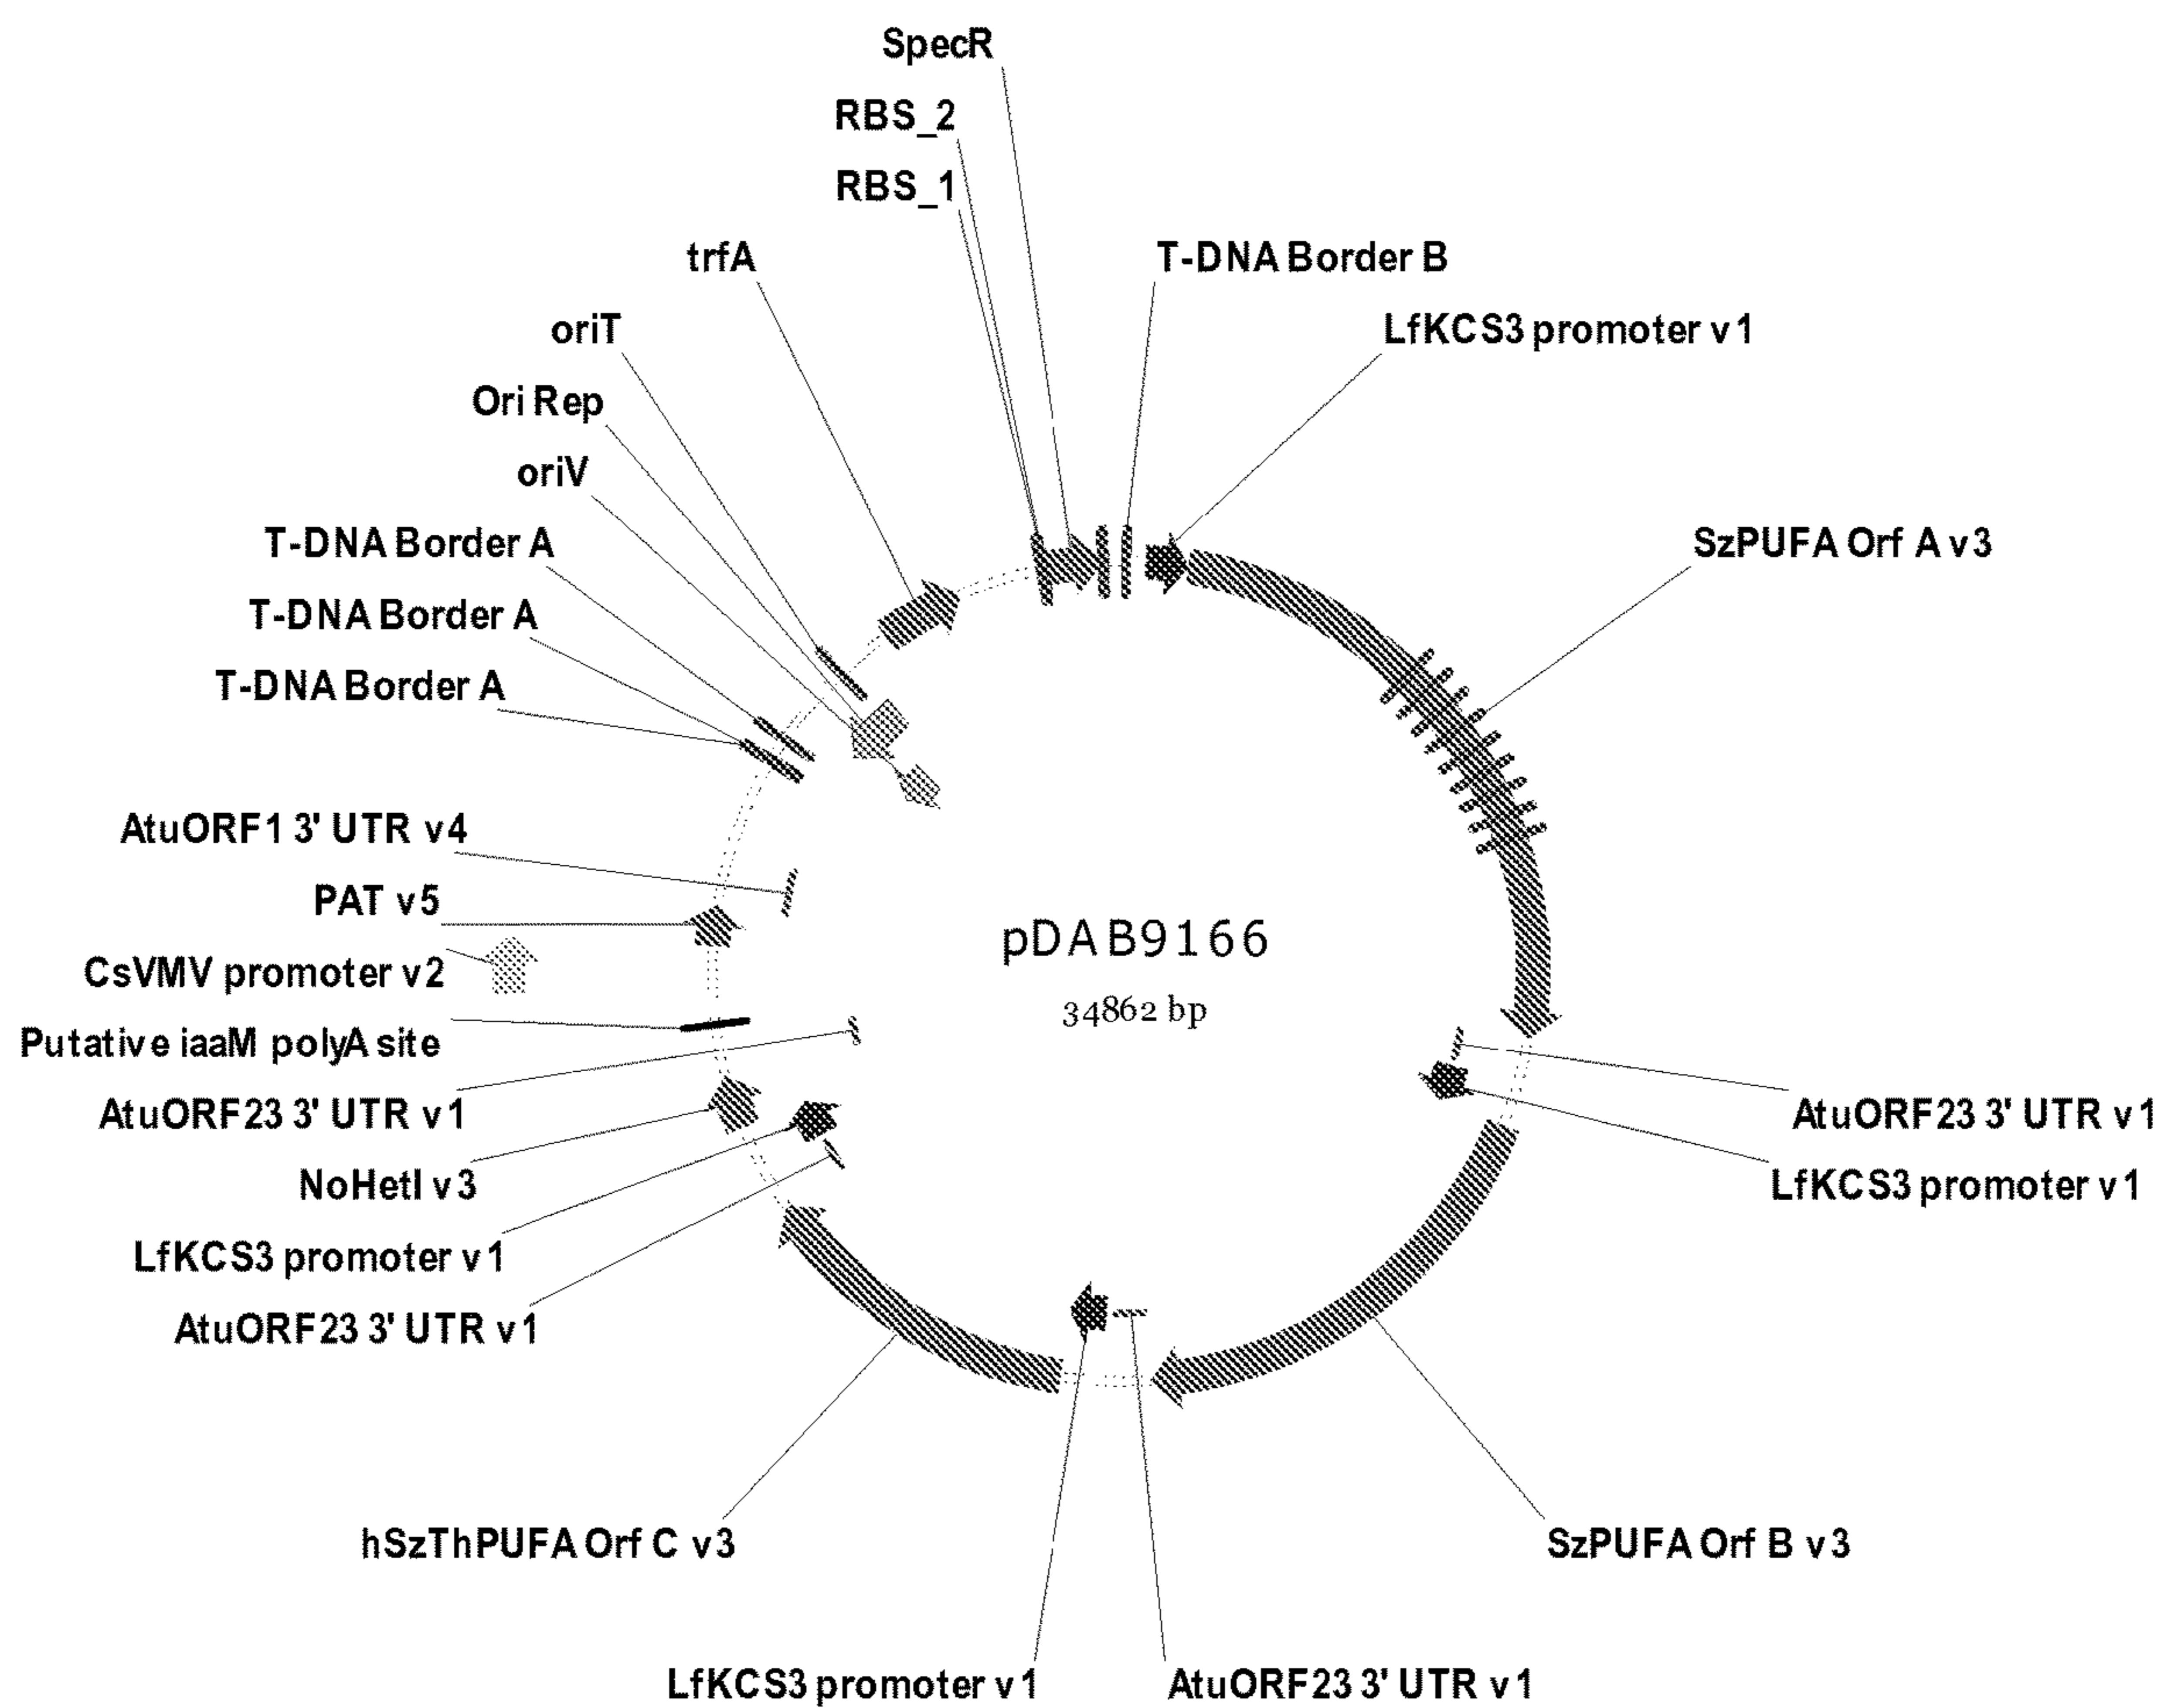 SpecR
RBS_2
RBS_1
trfA
T-DNA Border B
oriT
LfKCS3 promoter v1
Ori Rep
oriV
T-DNA Border A
SzPUFA Orf A v3
T-DNA Border A
T-DNA Border A
AtuORF1 3' UTR v4
PAT v5
pDAB9166
CsVMV promoter v2
34862 bp
Putative iaaM polyA site
AtuORF23 3' UTR v1
AtuORF23 3' UTR v1
NoHetI v3
LfKCS3 promoter v1
LfKCS3 promoter v1
AtuORF23 3' UTR v1
hSzThPUFA Orf C v3
SzPUFA Orf B v3
LfKCS3 promoter v1
AtuORF23 3' UTR v1